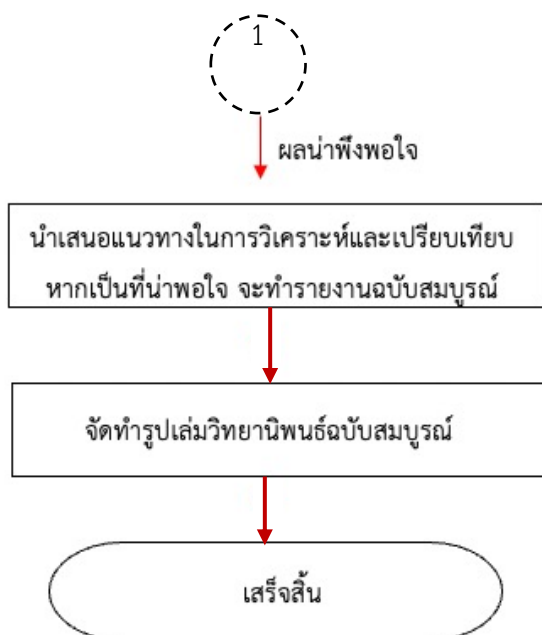 1
ผลน่าพึงพอใจ
นำเสนอแนวทางในการวิเคราะห์และเปรียบเทียบ
หากเป็นที่น่าพอใจ จะทำรายงานฉบับสมบูรณ์
จัดทำรูปเล่มวิทยานิพนธ์ฉบับสมบูรณ์
เสร็จสิ้น